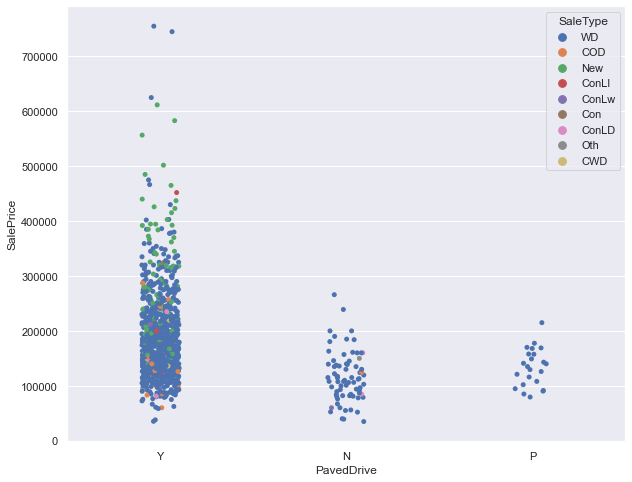 SaleType
WD
COD
New
ConLI
ConLw
Con
ConLD
Oth
CWD
700000
600000
500000
400000
300000
200000
100000
0
SalePrice
Y
N
P
PavedDrive